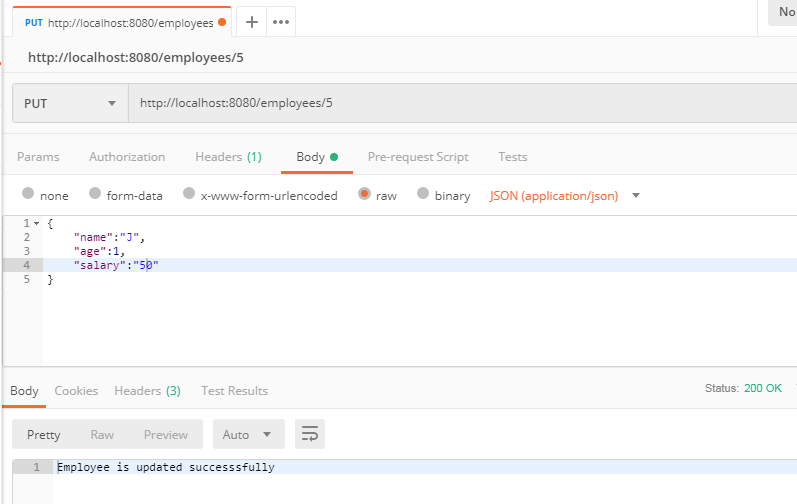 PUT http://localhost:8080/employees + ••• No
http://localhost:8080/employees/5
PUT http://localhost:8080/employees/5
Params Authorization Headers (1) Body Pre-request Script Tests
none form-data x-www-form-urlencoded raw binary JSON (application/json)
1 {
2 "name":"J",
3 "age":1,
4 "salary":"50"
5 }
Body Cookies Headers (3) Test Results Status: 200 OK
Pretty Raw Preview Auto
1 Employee is updated successsfully